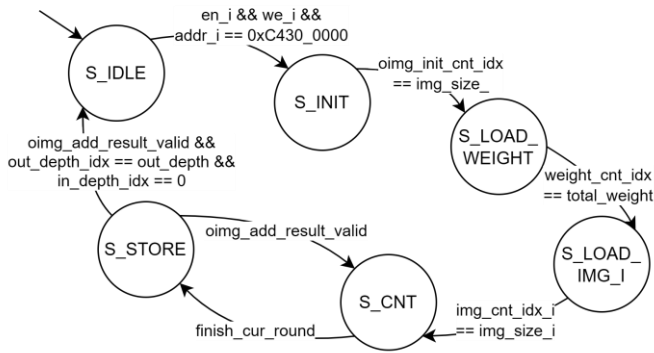 en_i && we_i &&
addr_i == 0xC430_0000
S_IDLE
S_INIT
oimg_init_cnt_idx
== img_size_
S_LOAD_
WEIGHT
weight_cnt_idx
== total_weight
S_LOAD_
IMG_I
img_cnt_idx_i
== img_size_i
S_CNT
finish_cur_round
oimg_add_result_valid
S_STORE
oimg_add_result_valid &&
out_depth_idx == out_depth &&
in_depth_idx == 0